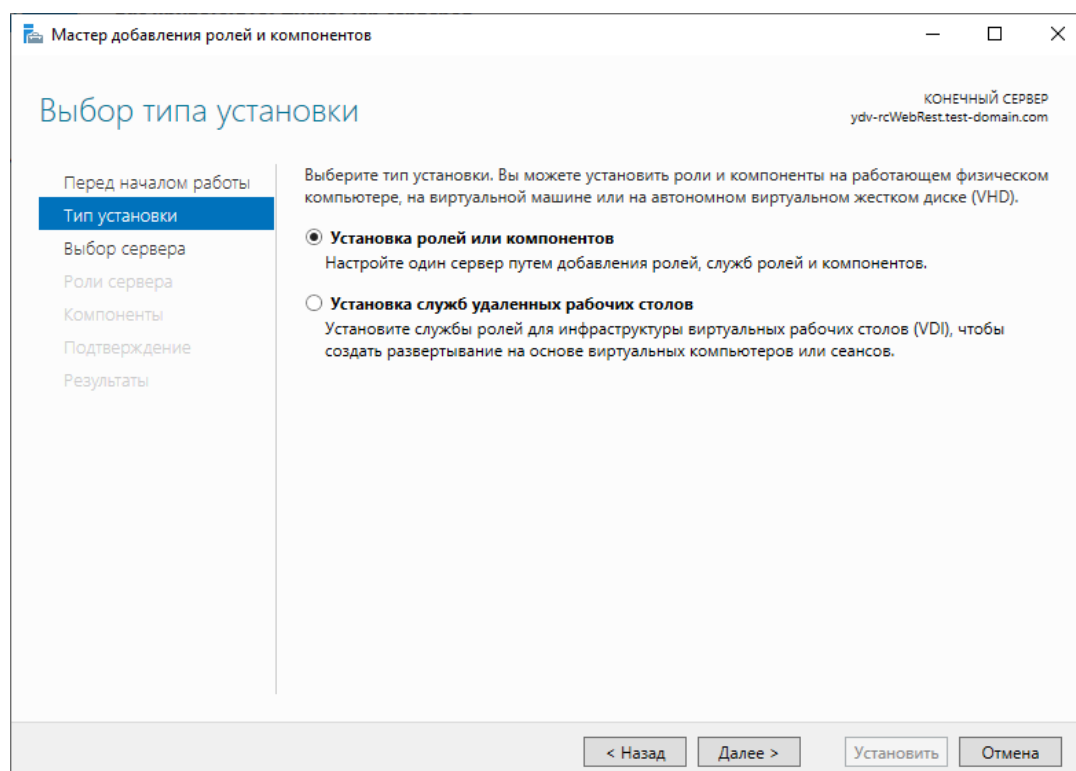 Мастер добавления ролей и компонентов
Выбор типа установки
КОНЕЧНЫЙ СЕРВЕР
ydv-rcWebRest.test-domain.com
Перед началом работы
Тип установки
Выбор сервера
Роли сервера
Компоненты
Подтверждение
Результаты
Выберите тип установки. Вы можете установить роли и компоненты на работающем физическом
компьютере, на виртуальной машине или на автономном виртуальном жестком диске (VHD).
Установка ролей или компонентов
Настройте один сервер путем добавления ролей, служб ролей и компонентов.
Установка служб удаленных рабочих столов
Установите службы ролей для инфраструктуры виртуальных рабочих столов (VDI), чтобы
создать развертывание на основе виртуальных компьютеров или сеансов.
< Назад
Далее >
Установить
Отмена